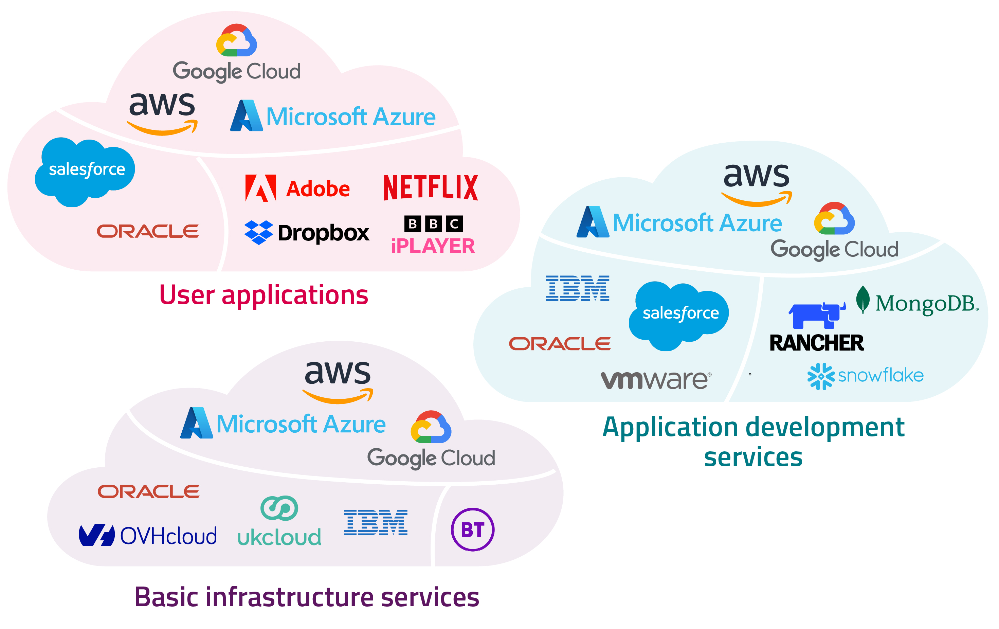 Google Cloud
aws
Microsoft Azure
salesforce
ORACLE
Adobe
NETFLIX
Dropbox
BBC
iPLAYER
User applications
aws
Microsoft Azure
Google Cloud
IBM
salesforce
ORACLE
vmware®
®
MongoDB®
RANCHER
snowflake
Application development
services
aws
Microsoft Azure
Google Cloud
ORACLE
OVHcloud
ukcloud
IBM
BT
Basic infrastructure services